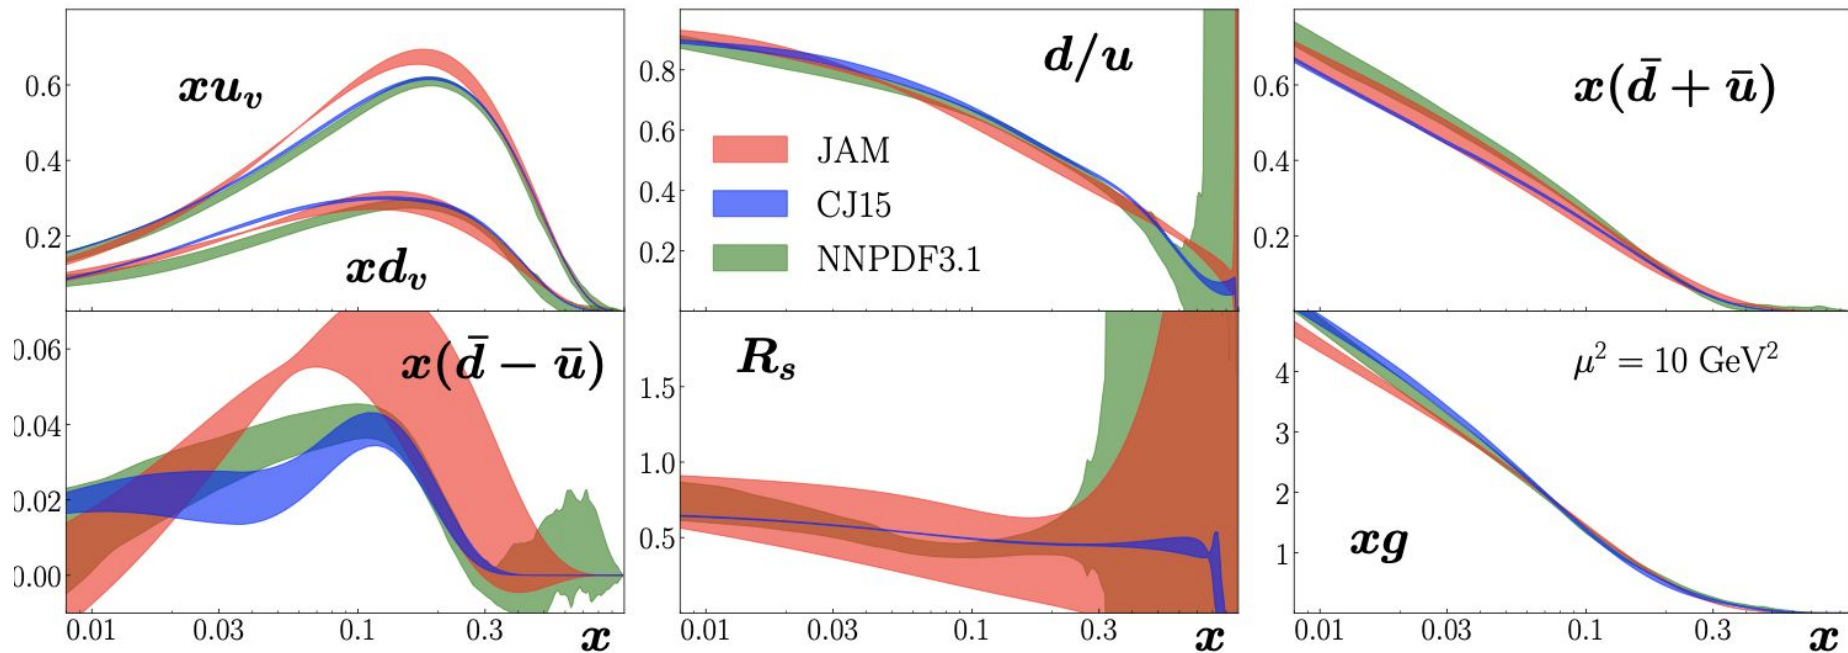 0.6
0.4
0.2
xu_v
xd_v
0.8
0.6
0.4
0.2
d/u
JAM
CJ15
NNPDF3.1
0.6
0.4
0.2
x(d̄ + ū)
0.06
0.04
0.02
0.00
x(d̄ − ū)
0.01 0.03 0.1 0.3 x
1.5
1.0
0.5
R_s
0.01 0.03 0.1 0.3 x
4
3
2
1
μ² = 10 GeV²
xg
0.01 0.03 0.1 0.3 x